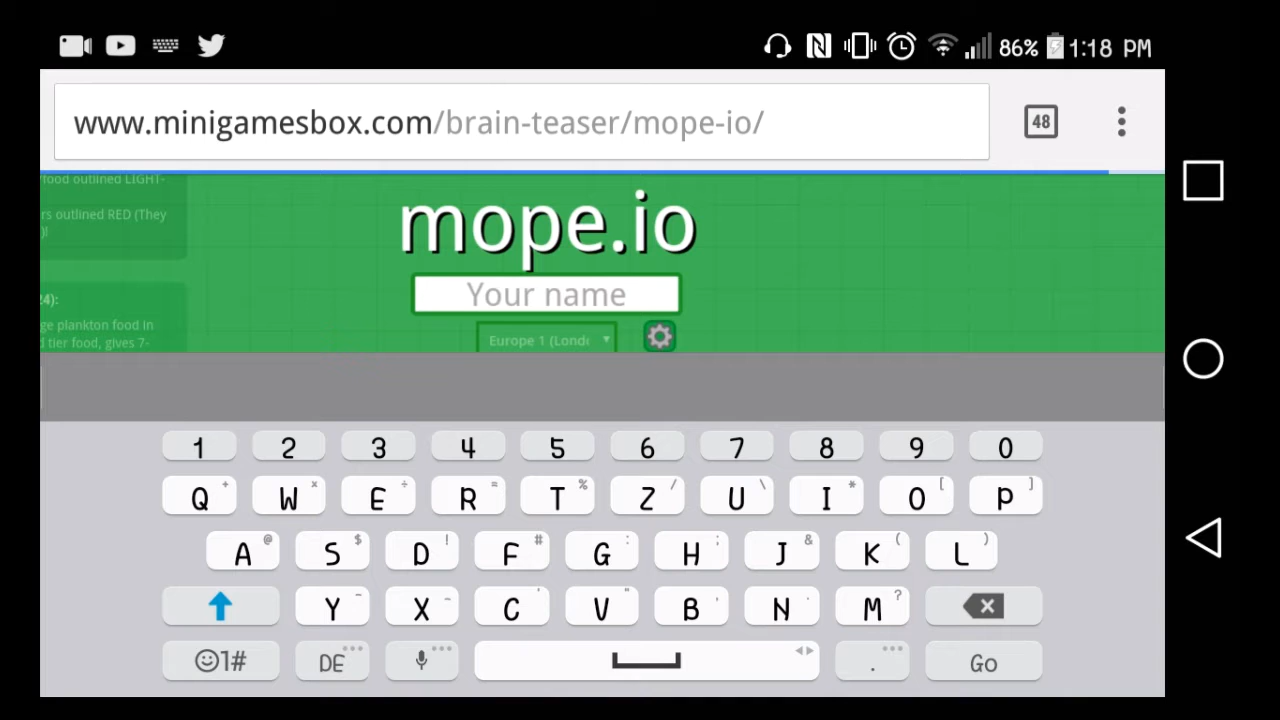 86% 1:18 PM
www.minigamesbox.com/brain-teaser/mope-io/
48
food outlined LIGHT-
rs outlined RED (They
)!
24):
ge plankton food in
d tier food, gives 7-
mope.io
Your name
Europe 1 (Lond
1 2 3 4 5 6 7 8 9 0
Q + W × E ÷ R = T % Z / U \ I * O [ P ]
A @ S $ D ! F # G : H ; J & K ( L )
Y ~ X ~ C ' V " B , N . M ?
1# DE . Go